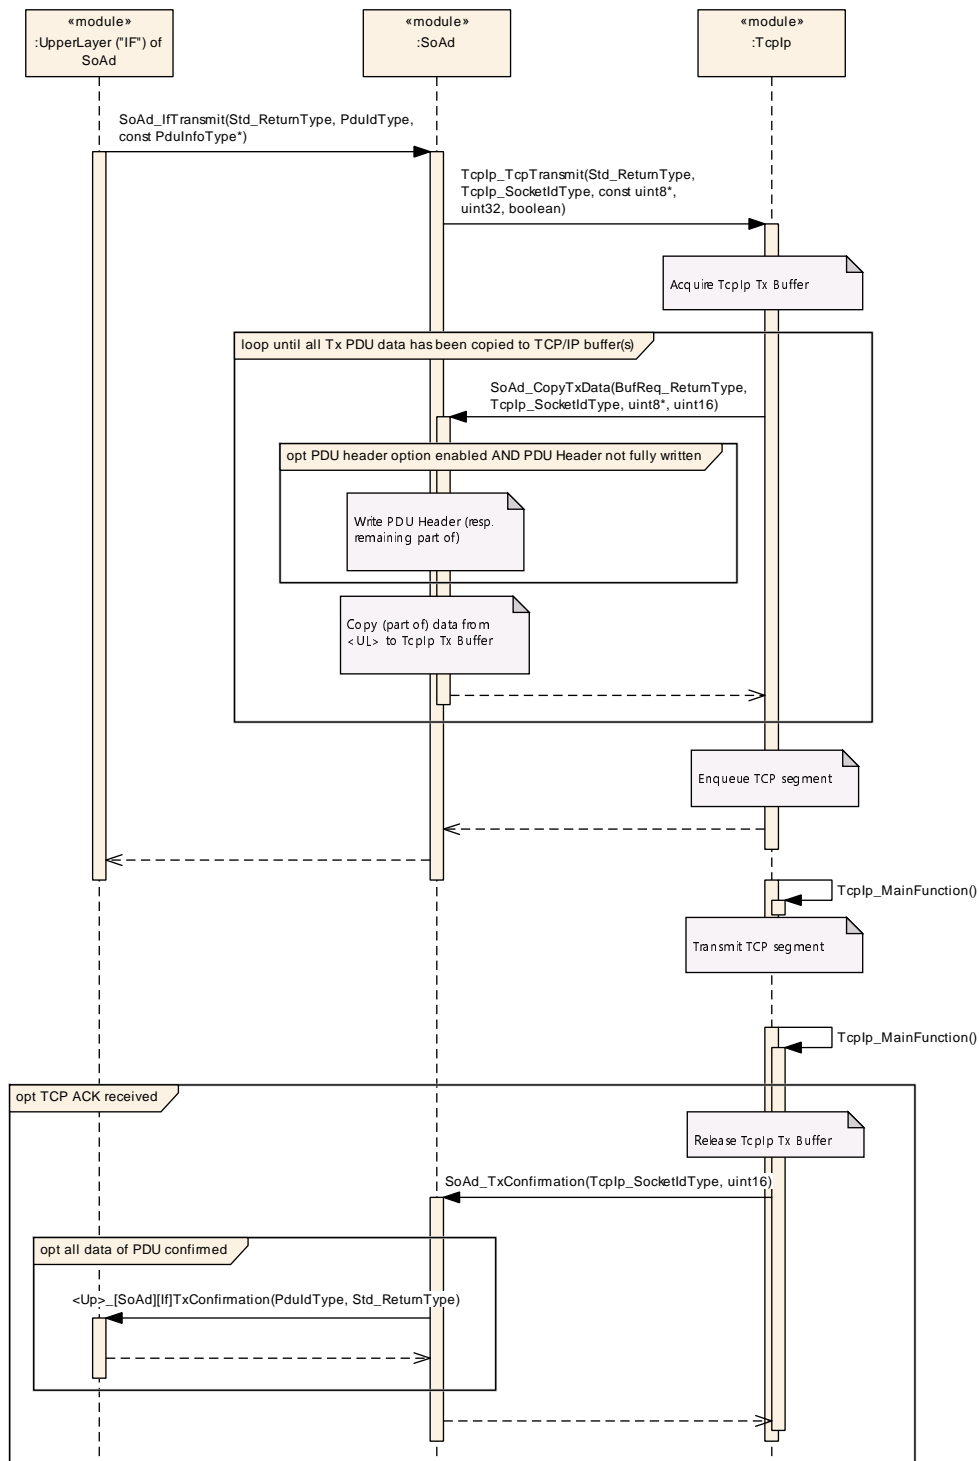 «module»
:UpperLayer ("IF") of
SoAd
«module»
:SoAd
«module»
:TcpIp
SoAd_IfTransmit(Std_ReturnType, PduIdType,
const PduInfoType*)
TcpIp_TcpTransmit(Std_ReturnType,
TcpIp_SocketIdType, const uint8*,
uint32, boolean)
Acquire TcpIp Tx Buffer
loop until all Tx PDU data has been copied to TCP/IP buffer(s)
SoAd_CopyTxData(BufReq_ReturnType,
TcpIp_SocketIdType, uint8*, uint16)
opt PDU header option enabled AND PDU Header not fully written
Write PDU Header (resp.
remaining part of)
Copy (part of) data from
<UL> to TcpIp Tx Buffer
Enqueue TCP segment
TcpIp_MainFunction()
Transmit TCP segment
TcpIp_MainFunction()
opt TCP ACK received
Release TcpIp Tx Buffer
SoAd_TxConfirmation(TcpIp_SocketIdType, uint16)
opt all data of PDU confirmed
<Up>_[SoAd][If]TxConfirmation(PduIdType, Std_ReturnType)